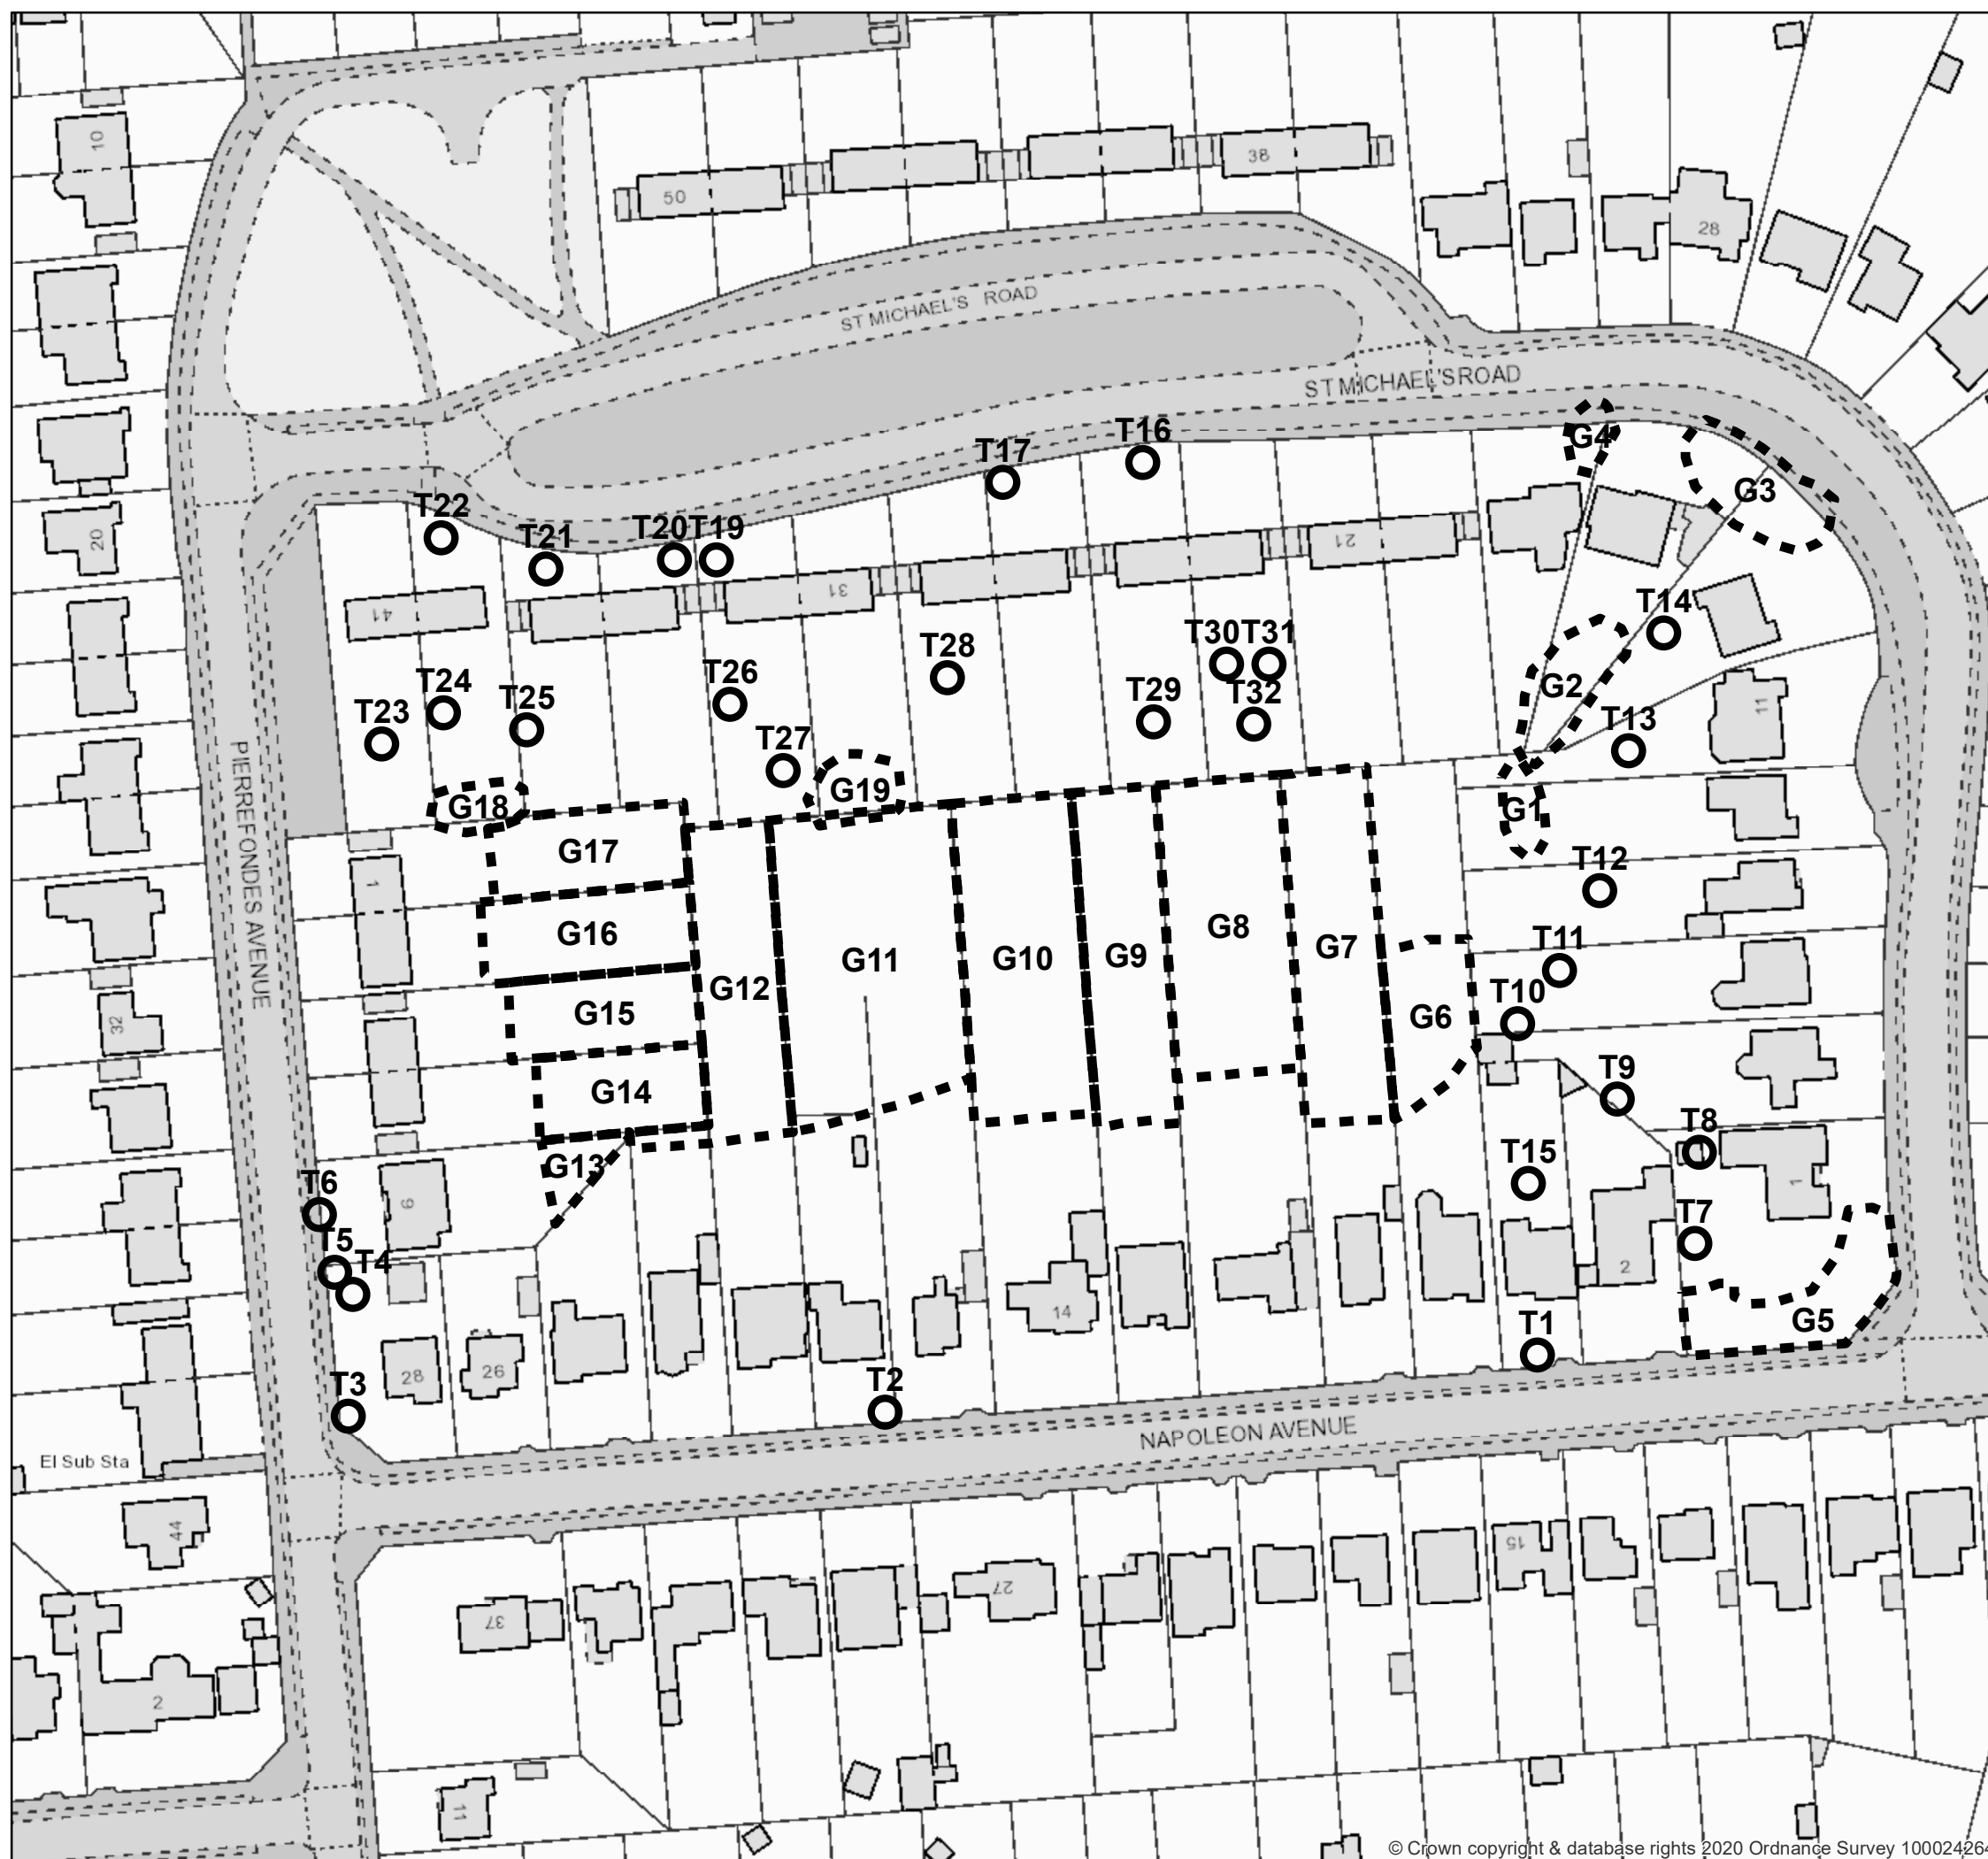 10
50
38
28
ST MICHAEL'S ROAD
ST MICHAEL'S ROAD
G4
T16
T17
G3
T22
T21
T20
T19
20
21
31
41
T14
T30
T31
T28
G2
T26
T29
T32
T24
T25
T23
T13
11
T27
G19
G18
G1
PIERREFONDES AVENUE
G17
T12
1
G16
G8
G7
T11
G12
G11
G10
G9
T10
G15
G6
32
T9
G14
T8
G13
T15
T6
6
1
T7
T5
T4
2
14
G5
T1
28
26
T3
T2
NAPOLEON AVENUE
El Sub Sta
44
15
27
37
2
11
© Crown copyright & database rights 2020 Ordnance Survey 10002426